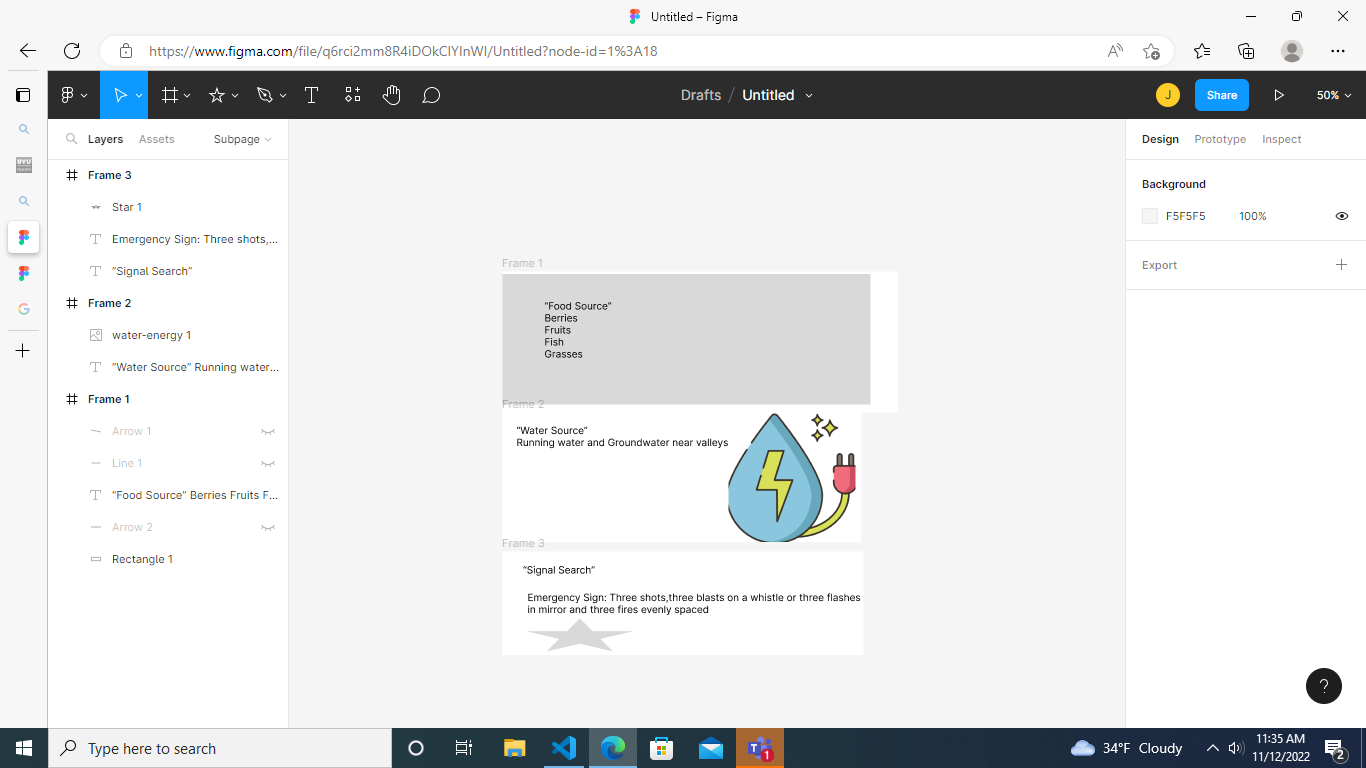 Untitled – Figma
https://www.figma.com/file/q6rci2mm8R4iDOkClYlnWI/Untitled?node-id=1%3A18
Drafts / Untitled
J
Share
50%
BYU
Layers
Assets
Subpage
Design
Prototype
Inspect
Frame 3
Star 1
Emergency Sign: Three shots,...
"Signal Search"
Frame 2
water-energy 1
"Water Source" Running water...
Frame 1
Arrow 1
Line 1
"Food Source" Berries Fruits F...
Arrow 2
Rectangle 1
Frame 1
"Food Source"
Berries
Fruits
Fish
Grasses
Frame 2
"Water Source"
Running water and Groundwater near valleys
Frame 3
"Signal Search"
Emergency Sign: Three shots,three blasts on a whistle or three flashes
in mirror and three fires evenly spaced
Background
F5F5F5
100%
Export
?
Type here to search
1
34°F Cloudy
11:35 AM
11/12/2022
2